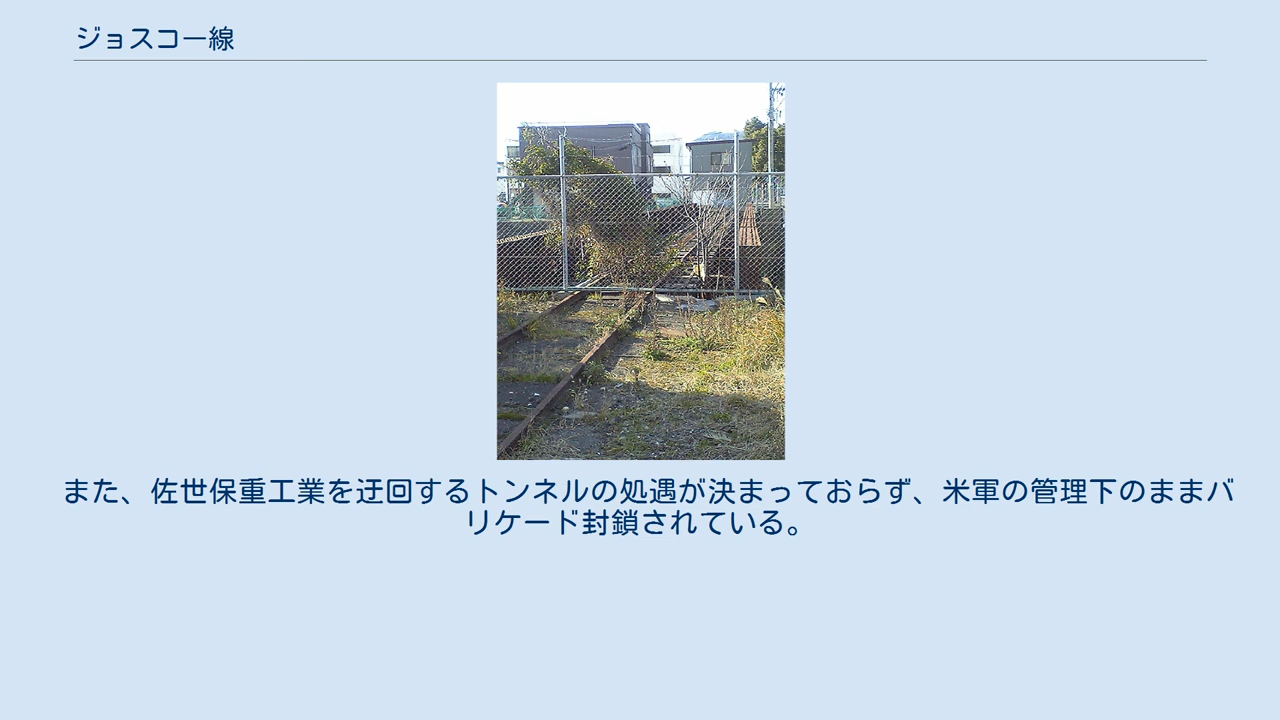 ジョスコー線
また、佐世保重工業を迂回するトンネルの処遇が決まっておらず、米軍の管理下のままバ
リケード封鎖されている。